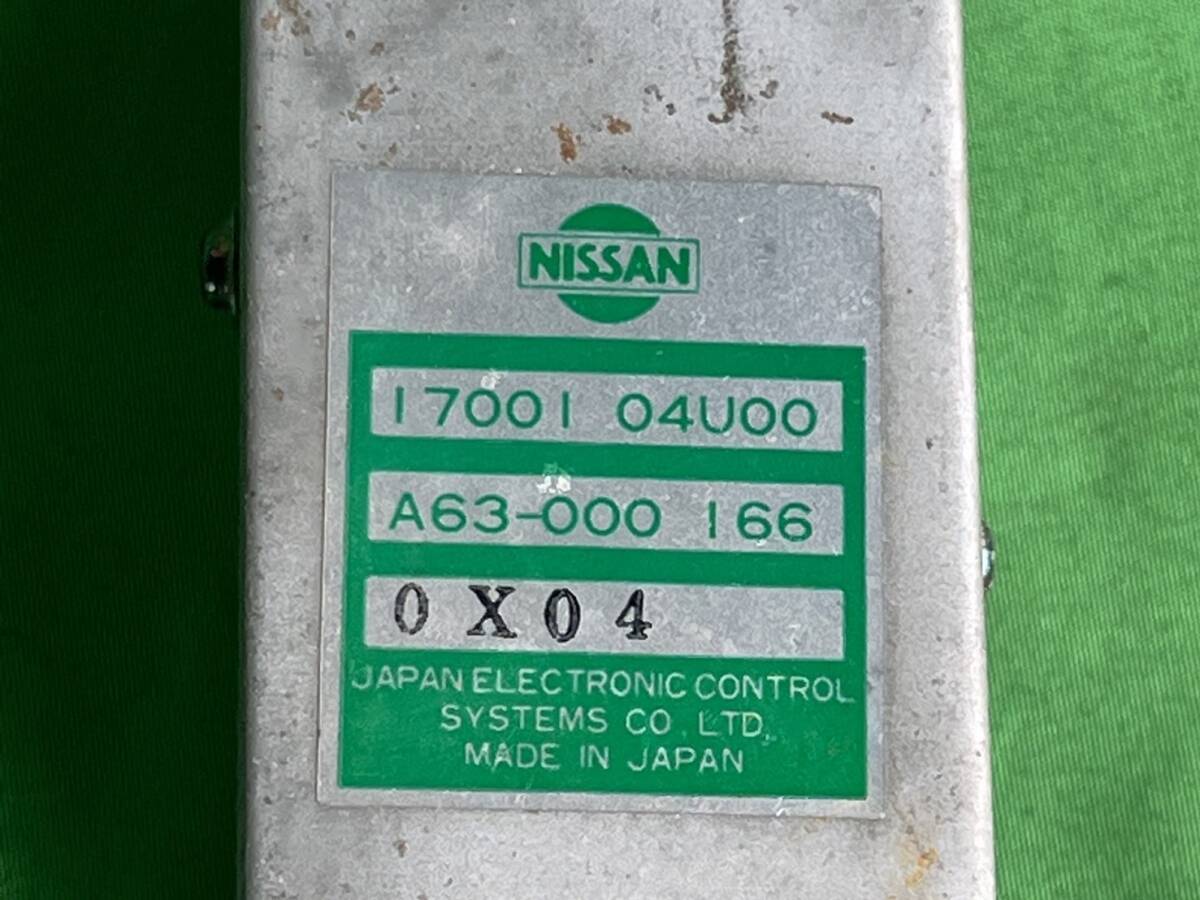 NISSAN
17001 04U00
A63-000 166
0X04
JAPAN ELECTRONIC CONTROL
SYSTEMS CO. LTD.
MADE IN JAPAN